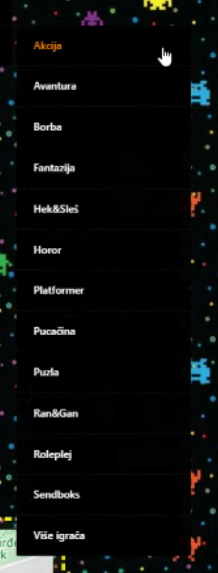 Akcija
Avantura
Borba
Fantazija
Hek&Sleš
Horor
Platformer
Pucačina
Puzla
Ran&Gan
Roleplej
Sendboks
Više igrača